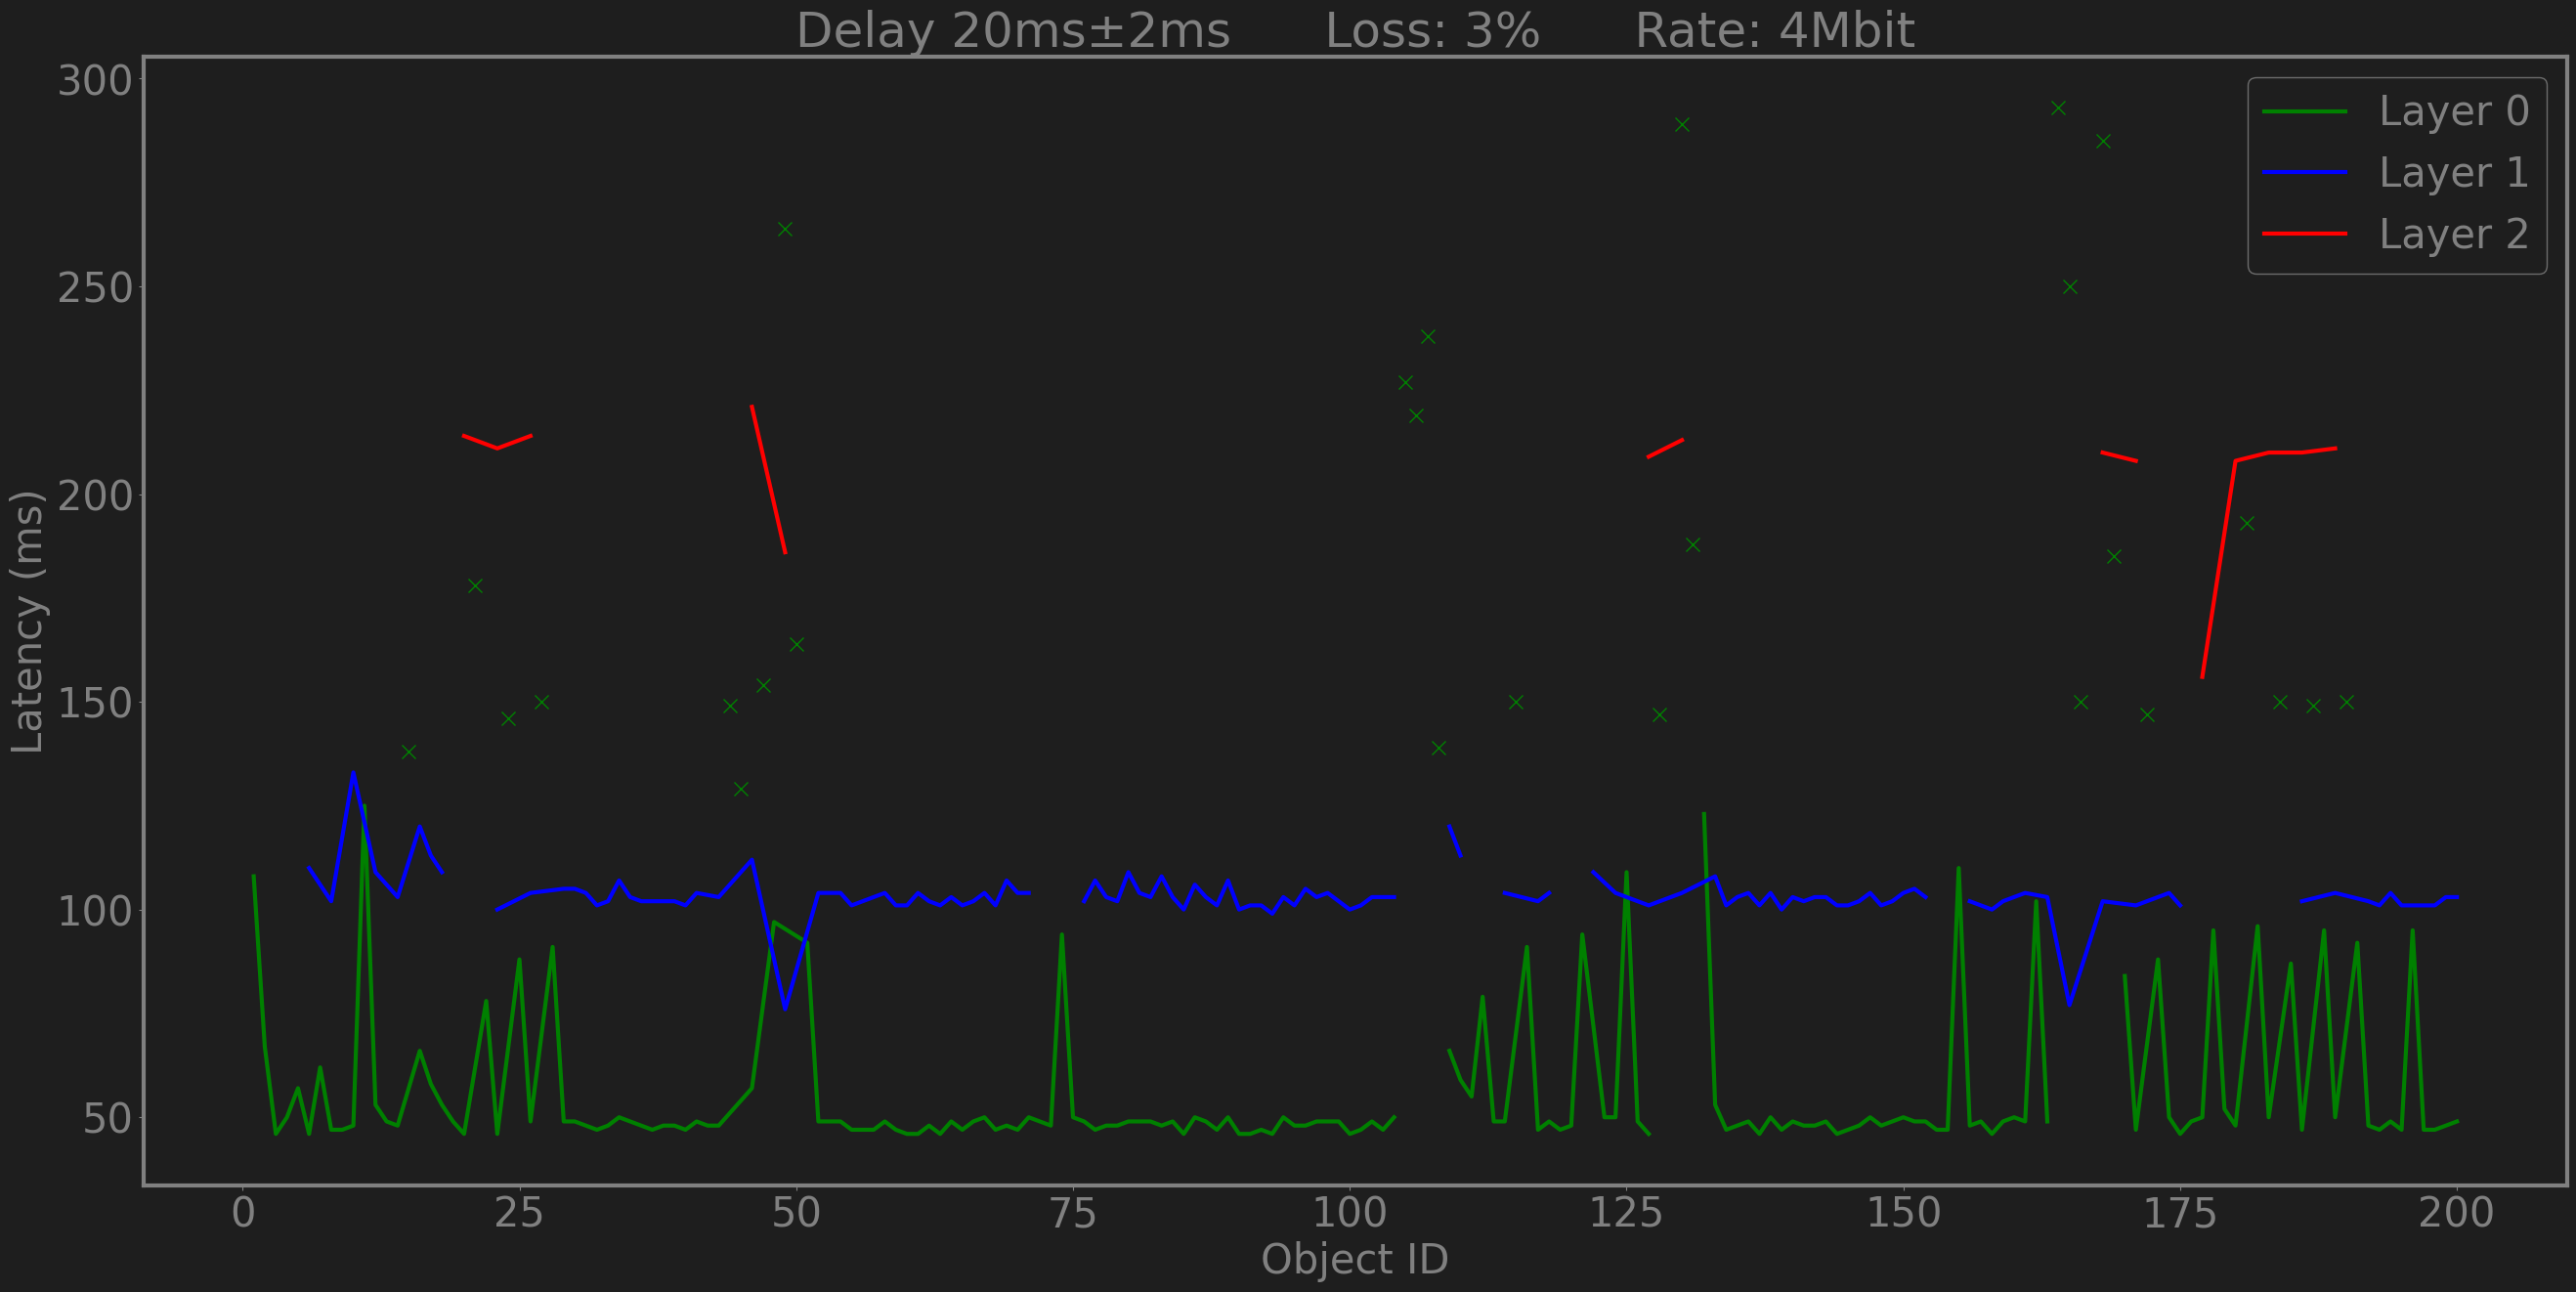 Delay 20ms±2ms Loss: 3% Rate: 4Mbit
300
250
200
150
100
50
Latency (ms)
Layer 0
Layer 1
Layer 2
0 25 50 75 100 125 150 175 200
Object ID